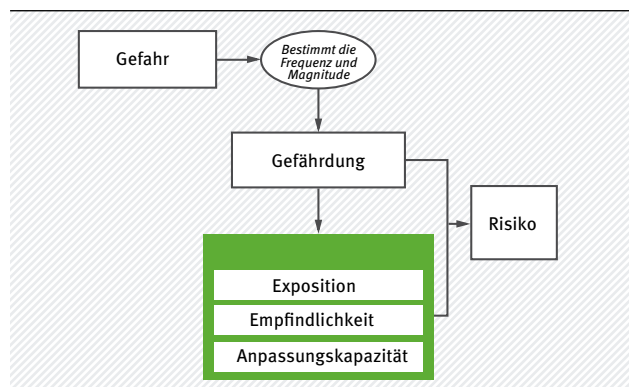 Gefahr
Bestimmt die
Frequenz und
Magnitude
Gefährdung
Risiko
Exposition
Empfindlichkeit
Anpassungskapazität